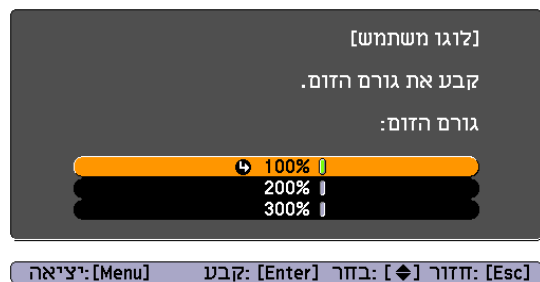 [לוגו משתמש]
קבע את גורם הזום.
גורם הזום:
100%
200%
300%
[Esc] :חזור [◆] :בחר [Enter] :קבע [Menu]:יציאה